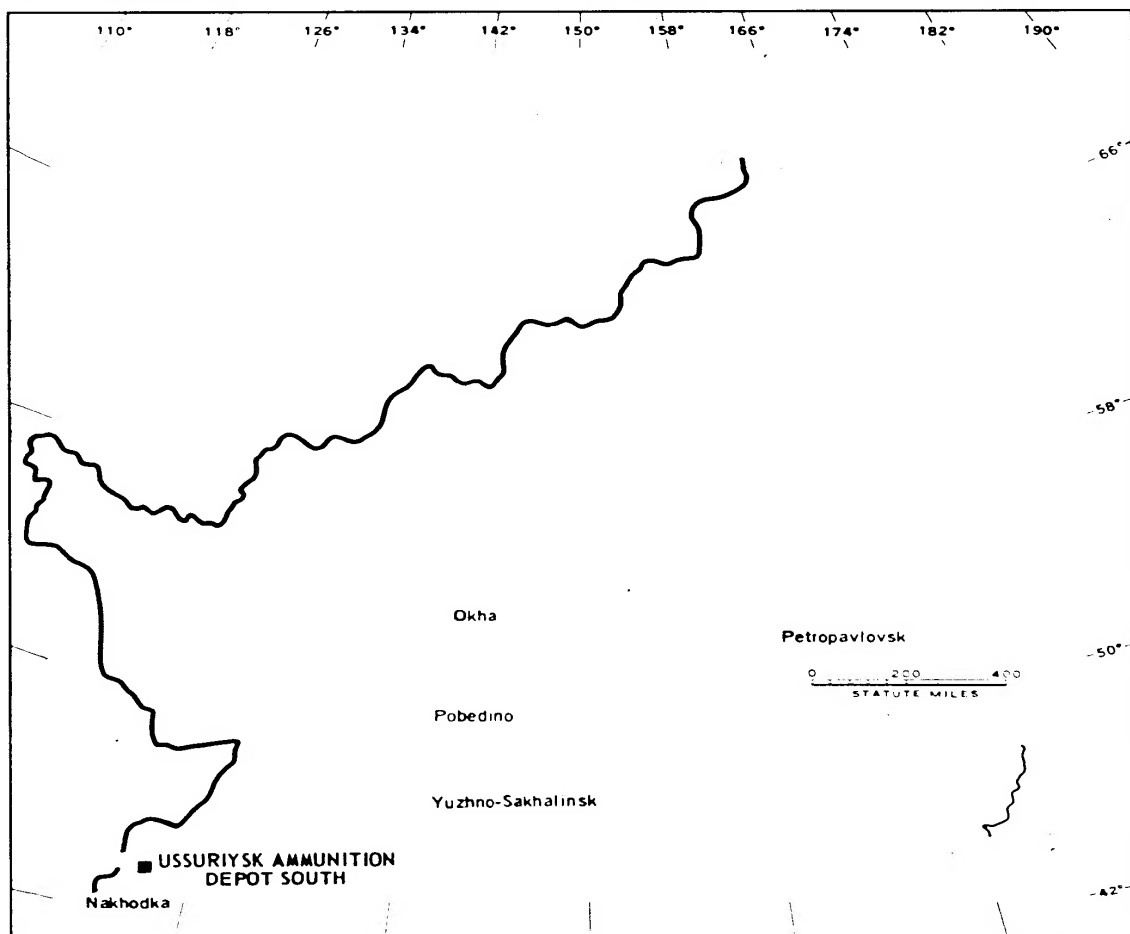 110° 118° 126° 134° 142° 150° 158° 166° 174° 182° 190°
66°
58°
Okha
Petropavlovsk
50°
0 200 400
STATUTE MILES
Pobedino
Yuzhno-Sakhalinsk
USSURIYSK AMMUNITION
DEPOT SOUTH
42°
Nakhodka